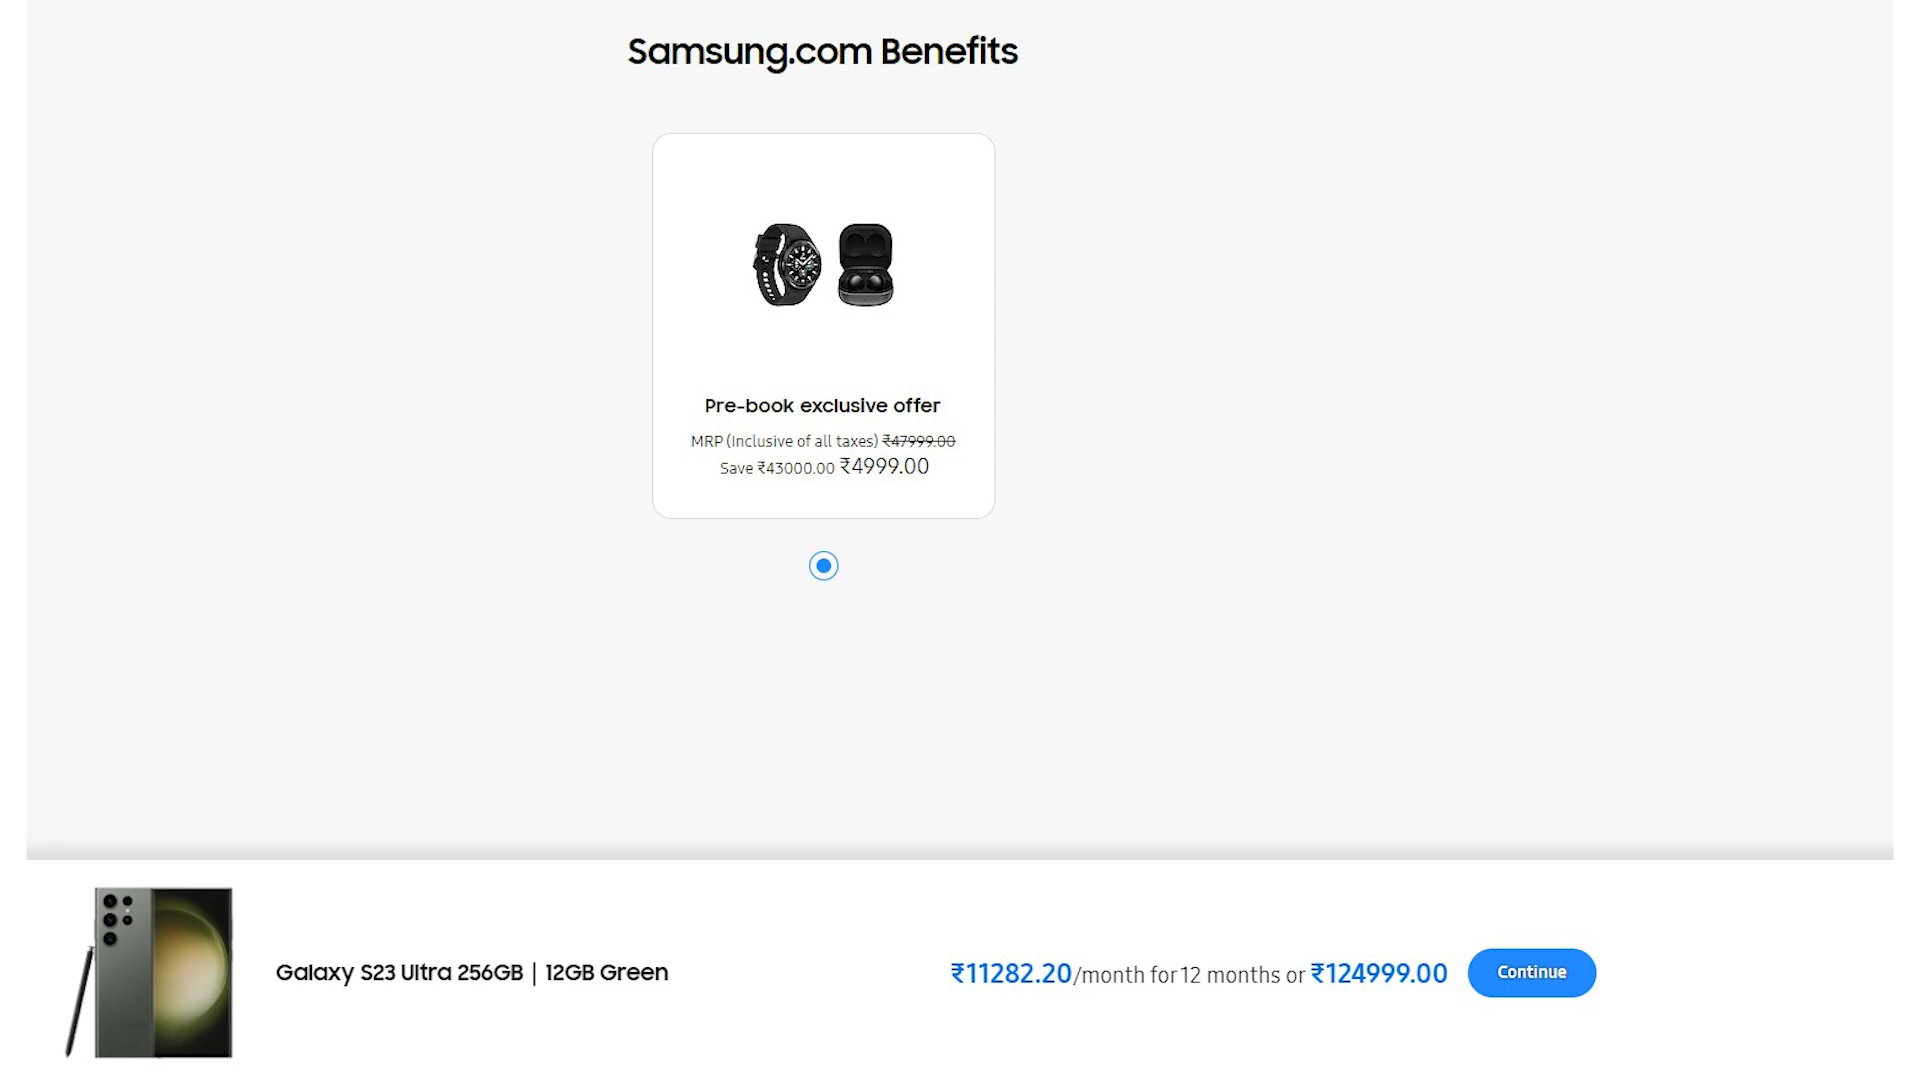 Samsung.com Benefits
Pre-book exclusive offer
MRP (Inclusive of all taxes) ₹47999.00
Save ₹43000.00 ₹4999.00
Galaxy S23 Ultra 256GB | 12GB Green
₹11282.20/month for 12 months or ₹124999.00
Continue